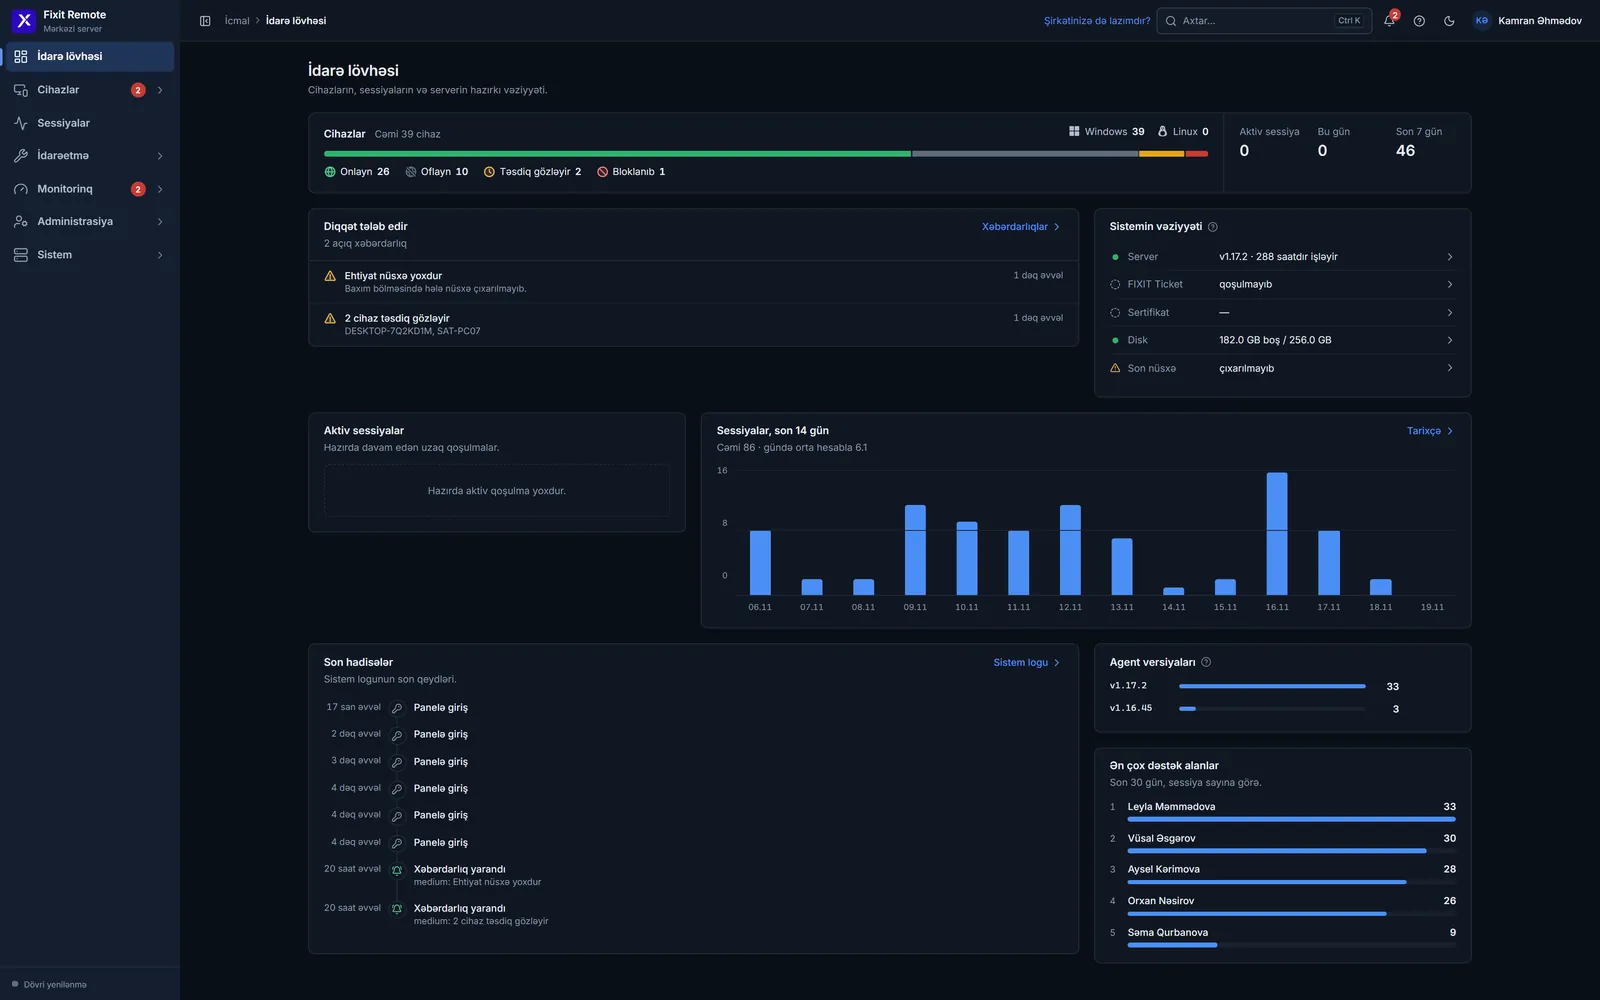 Fixit Remote
Mərkəzi server
İdarə lövhəsi
Cihazlar 2
Sessiyalar
İdarəetmə
Monitorinq 2
Administrasiya
Sistem
Dövri yenilənmə
İcmal > İdarə lövhəsi
Şirkətinizə də lazımdır?
Axtar... Ctrl K
2
KƏ Kamran Əhmədov
İdarə lövhəsi
Cihazların, sessiyaların və serverin hazırkı vəziyyəti.
Cihazlar Cəmi 39 cihaz
Windows 39 Linux 0
Onlayn 26 Oflayn 10 Təsdiq gözləyir 2 Bloklanıb 1
Aktiv sessiya Bu gün Son 7 gün
0 0 46
Diqqət tələb edir
2 açıq xəbərdarlıq
Xəbərdarlıqlar
Ehtiyat nüsxə yoxdur
Baxım bölməsində hələ nüsxə çıxarılmayıb.
1 dəq əvvəl
2 cihaz təsdiq gözləyir
DESKTOP-7Q2KD1M, SAT-PC07
1 dəq əvvəl
Sistemin vəziyyəti
Server v1.17.2 · 288 saatdır işləyir
FIXIT Ticket qoşulmayıb
Sertifikat —
Disk 182.0 GB boş / 256.0 GB
Son nüsxə çıxarılmayıb
Aktiv sessiyalar
Hazırda davam edən uzaq qoşulmalar.
Hazırda aktiv qoşulma yoxdur.
Sessiyalar, son 14 gün
Cəmi 86 · gündə orta hesabla 6.1
Tarixçə
16
8
0
06.11 07.11 08.11 09.11 10.11 11.11 12.11 13.11 14.11 15.11 16.11 17.11 18.11 19.11
Son hadisələr
Sistem logunun son qeydləri.
Sistem logu
17 san əvvəl Panelə giriş
2 dəq əvvəl Panelə giriş
3 dəq əvvəl Panelə giriş
4 dəq əvvəl Panelə giriş
4 dəq əvvəl Panelə giriş
4 dəq əvvəl Panelə giriş
20 saat əvvəl Xəbərdarlıq yarandı
medium: Ehtiyat nüsxə yoxdur
20 saat əvvəl Xəbərdarlıq yarandı
medium: 2 cihaz təsdiq gözləyir
Agent versiyaları
v1.17.2 33
v1.16.45 3
Ən çox dəstək alanlar
Son 30 gün, sessiya sayına görə.
1 Leyla Məmmədova 33
2 Vüsal Əsgərov 30
3 Aysel Kərimova 28
4 Orxan Nəsirov 26
5 Səma Qurbanova 9